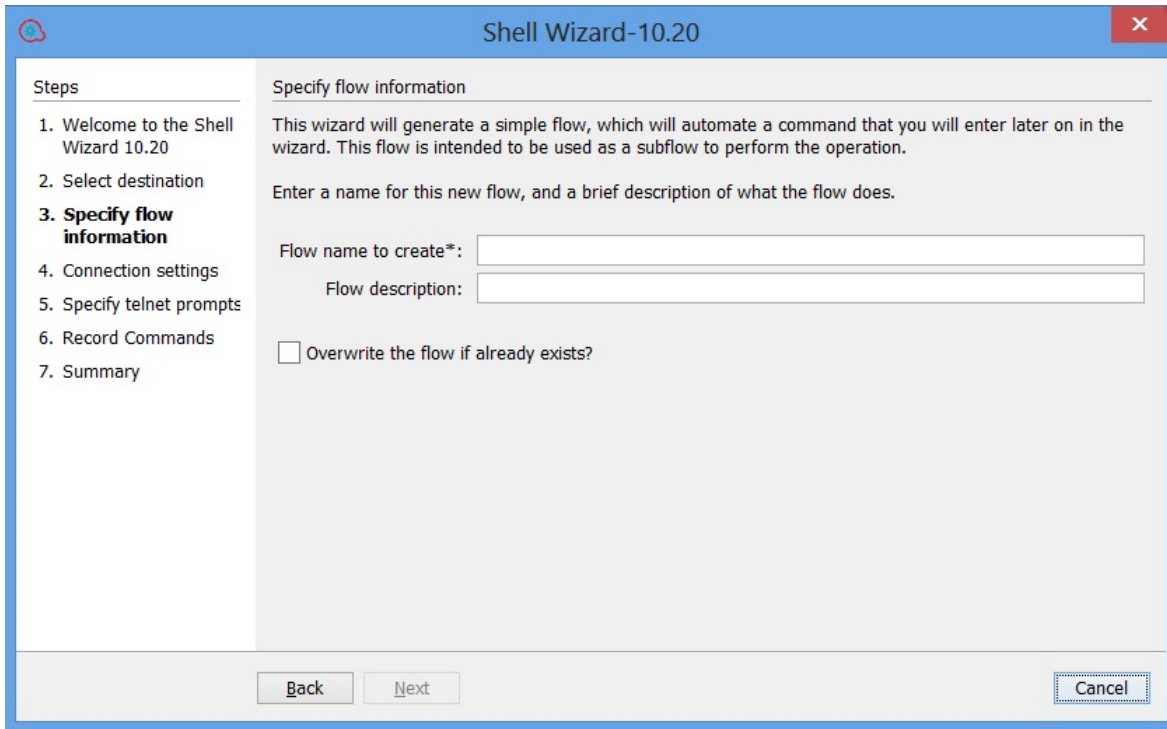 Shell Wizard-10.20
Steps
1. Welcome to the Shell
Wizard 10.20
2. Select destination
3. Specify flow
information
4. Connection settings
5. Specify telnet prompts
6. Record Commands
7. Summary
Specify flow information
This wizard will generate a simple flow, which will automate a command that you will enter later on in the
wizard. This flow is intended to be used as a subflow to perform the operation.
Enter a name for this new flow, and a brief description of what the flow does.
Flow name to create*:
Flow description:
Overwrite the flow if already exists?
Back
Next
Cancel